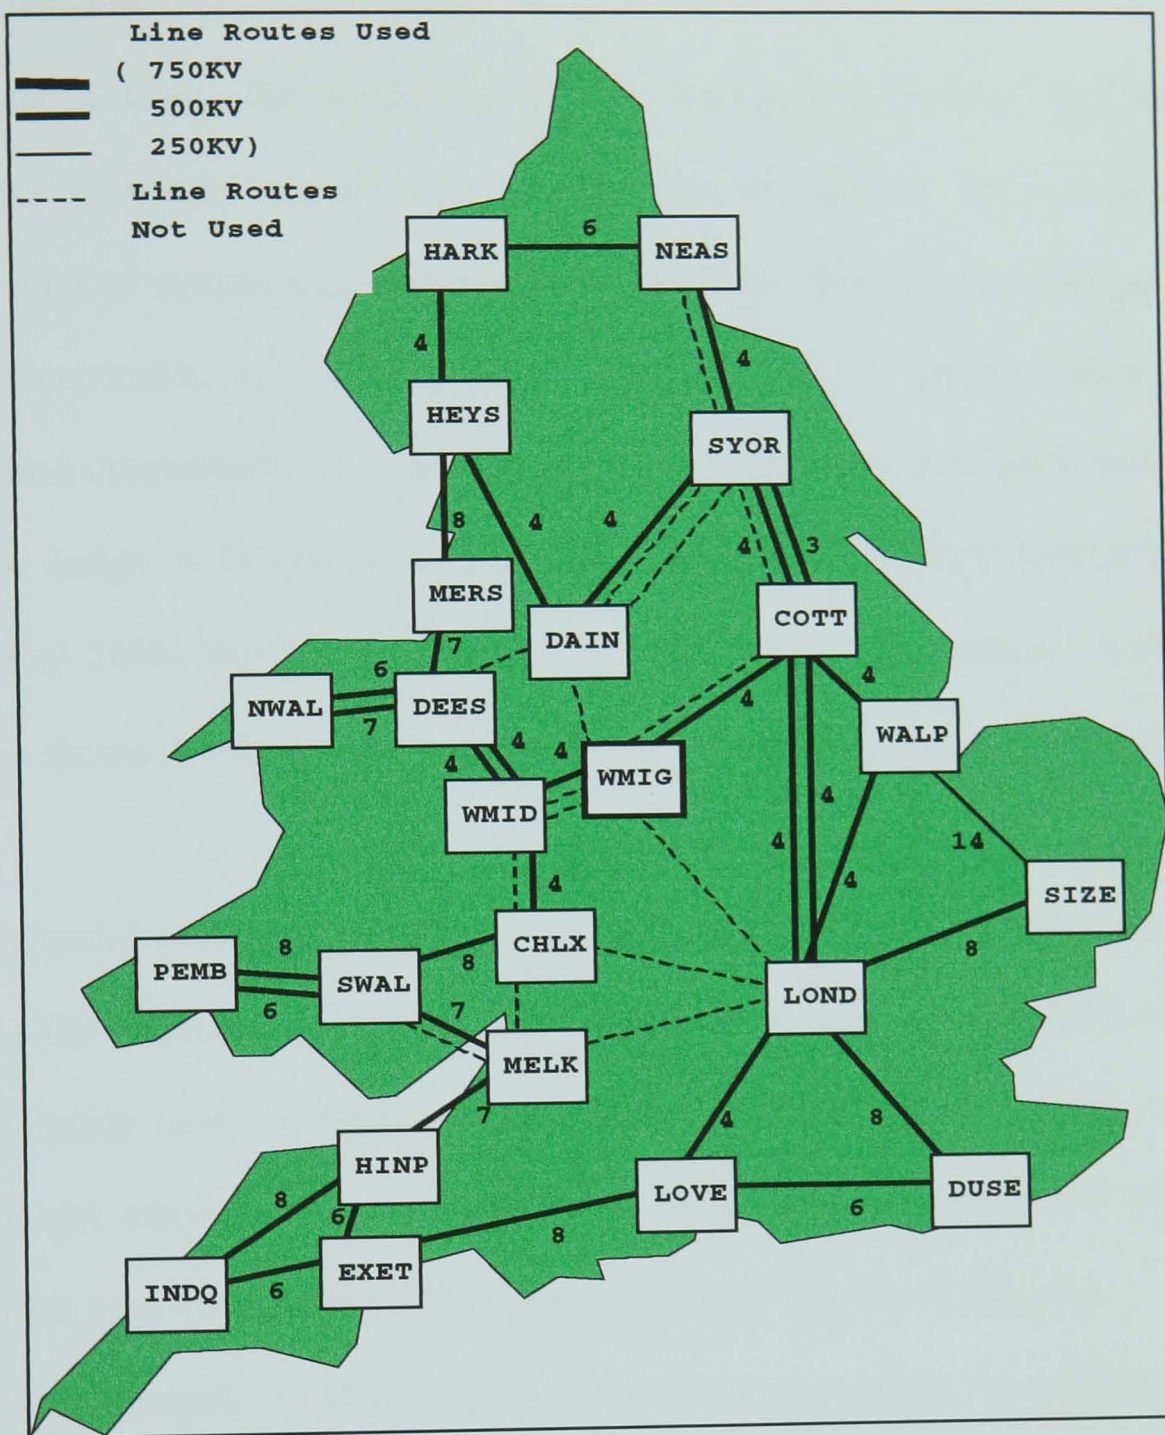 Line Routes Used
( 750KV
500KV
250KV)
Line Routes
Not Used
HARK
6
NEAS
4
4
HEYS
SYOR
8
4
4
4
3
MERS
7
DAIN
COTT
6
NWAL
7
DEES
4
4
4
4
4
WMIG
WMID
WALP
4
4
14
4
4
SIZE
8
PEMB
6
SWAL
8
CHLX
8
7
LOND
MELK
7
HINP
8
6
4
8
LOVE
DUSE
6
8
INDQ
6
EXET